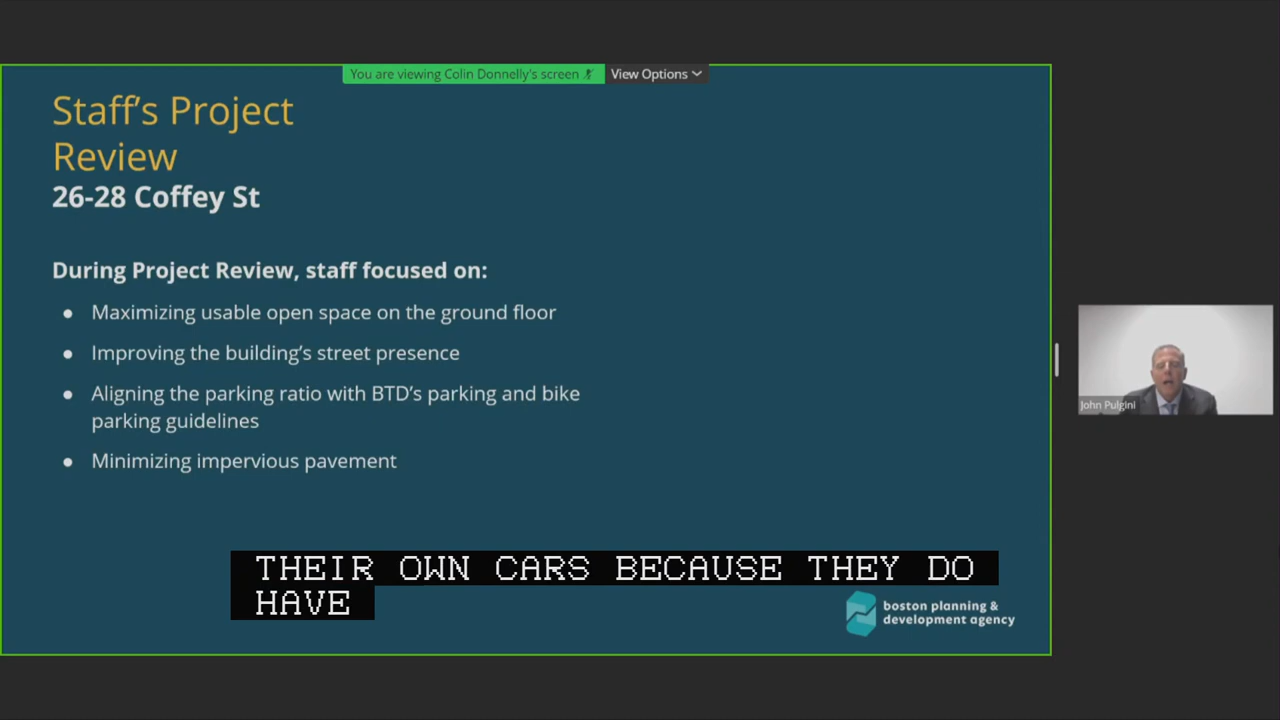 You are viewing Colin Donnelly's screen
View Options
Staff's Project
Review
26-28 Coffey St
During Project Review, staff focused on:
● Maximizing usable open space on the ground floor
● Improving the building's street presence
● Aligning the parking ratio with BTD's parking and bike
parking guidelines
● Minimizing impervious pavement
John Pulgini
THEIR OWN CARS BECAUSE THEY DO
HAVE
boston planning &
development agency